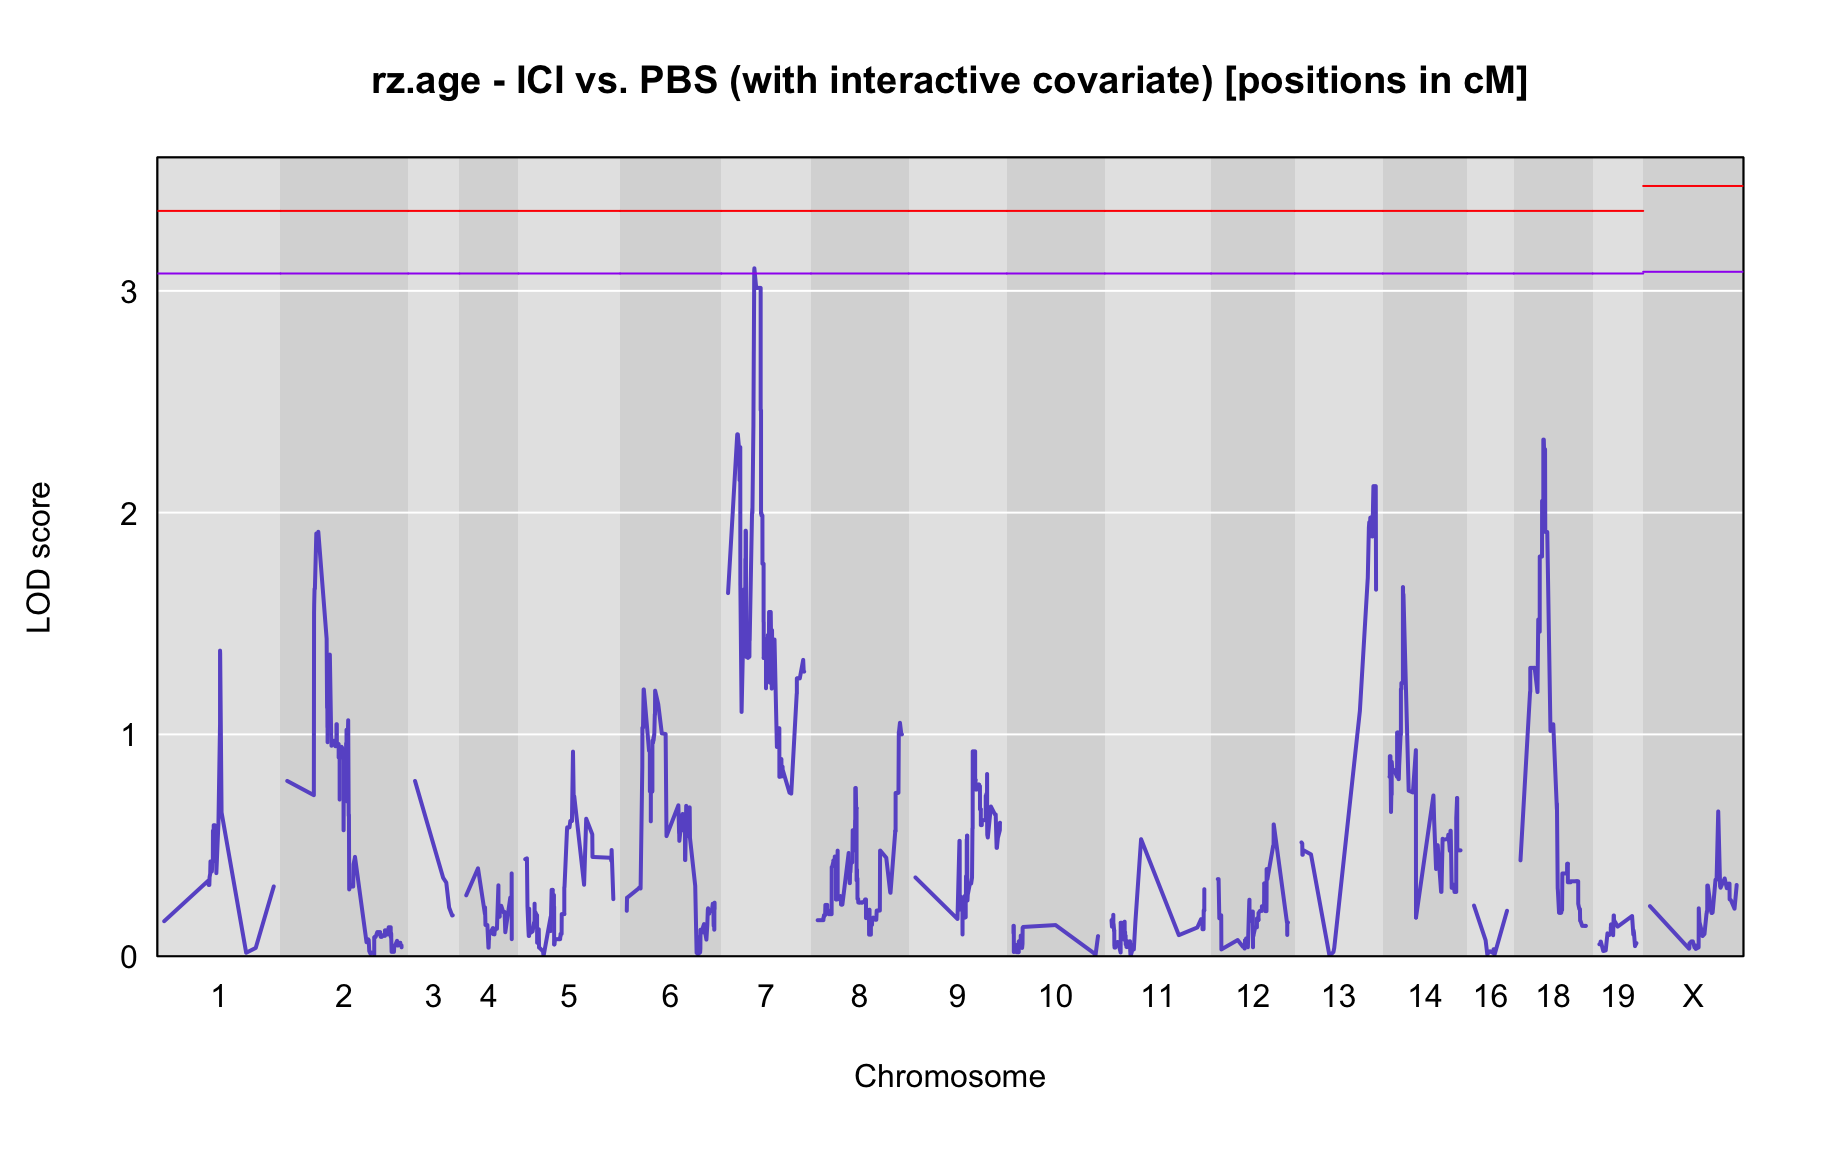 rz.age - ICI vs. PBS (with interactive covariate) [positions in cM]
LOD score
3
2
1
0
1 2 3 4 5 6 7 8 9 10 11 12 13 14 16 18 19 X
Chromosome